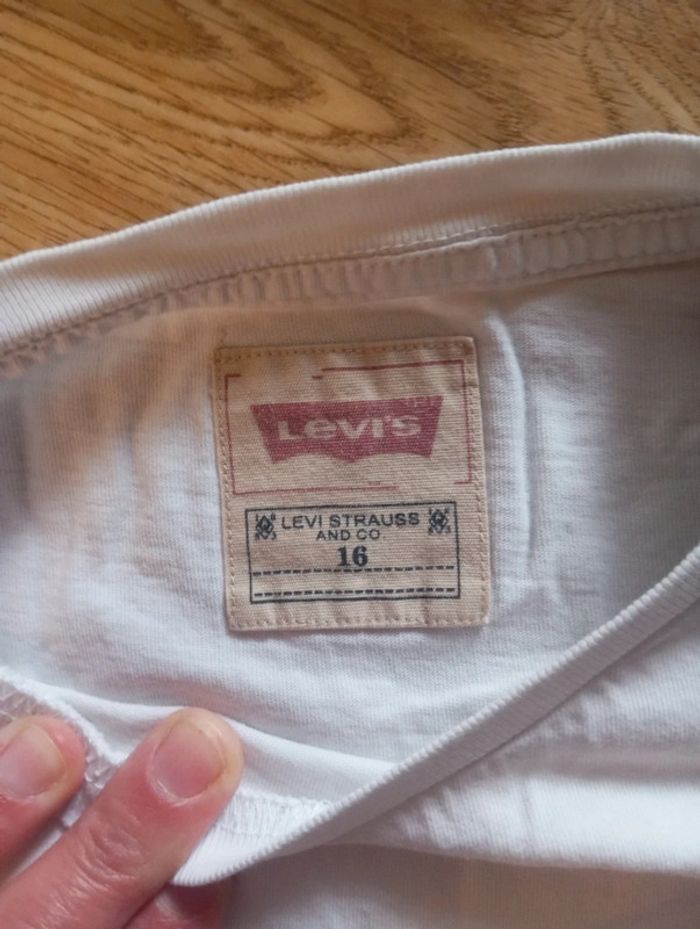 Levi's
LEVI STRAUSS
AND CO
16